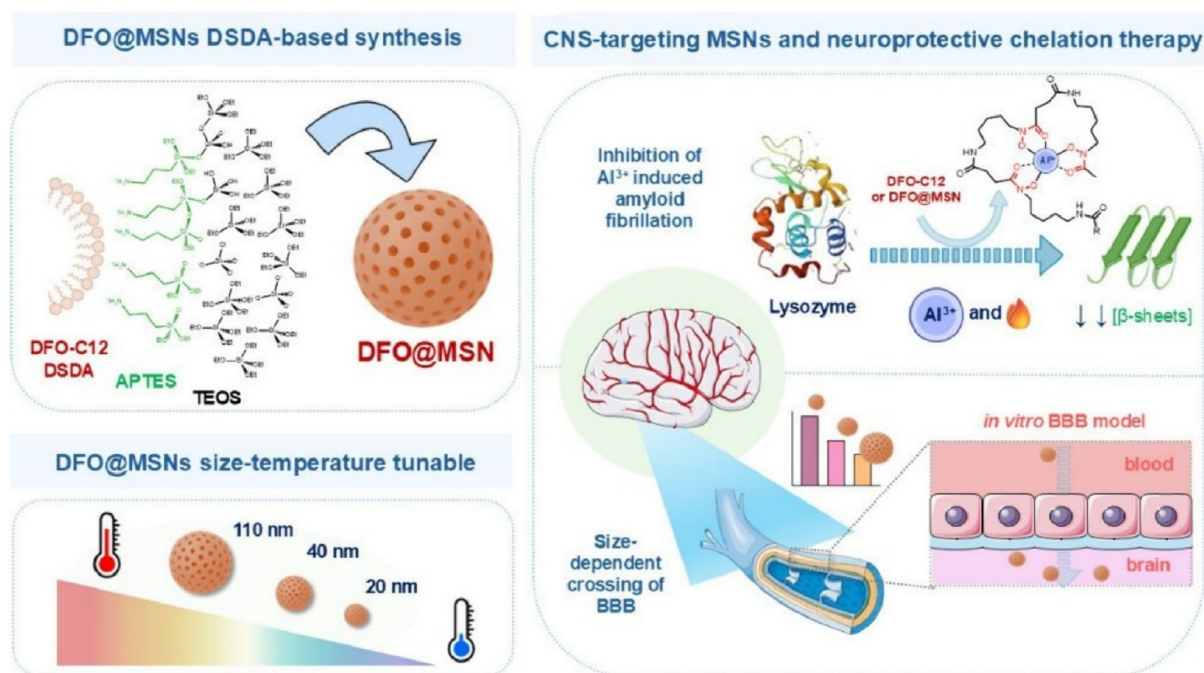 DFO@MSNs DSDA-based synthesis
DFO-C12
DSDA
APTES
TEOS
DFO@MSN
DFO@MSNs size-temperature tunable
110 nm
40 nm
20 nm
CNS-targeting MSNs and neuroprotective chelation therapy
Inhibition of
Al³⁺ induced
amyloid
fibrillation
Lysozyme
DFO-C12
or DFO@MSN
Al³⁺
Al³⁺ and
↓ ↓ [β-sheets]
in vitro BBB model
blood
brain
Size-
dependent
crossing of
BBB